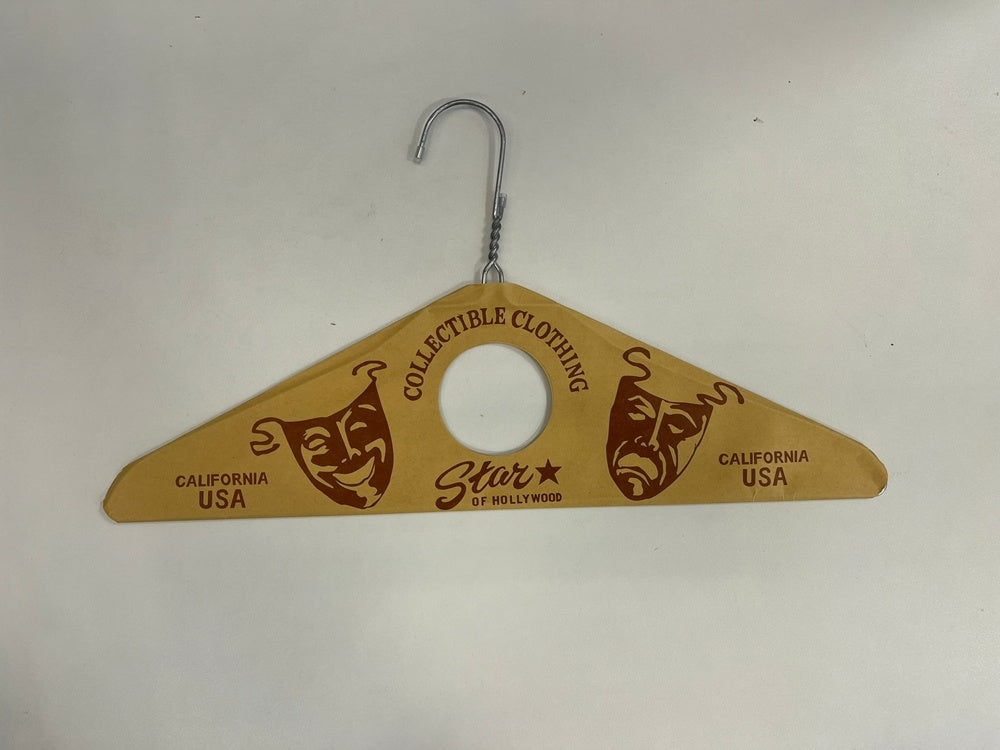 COLLECTIBLE CLOTHING
CALIFORNIA
USA
Star
OF HOLLYWOOD
CALIFORNIA
USA